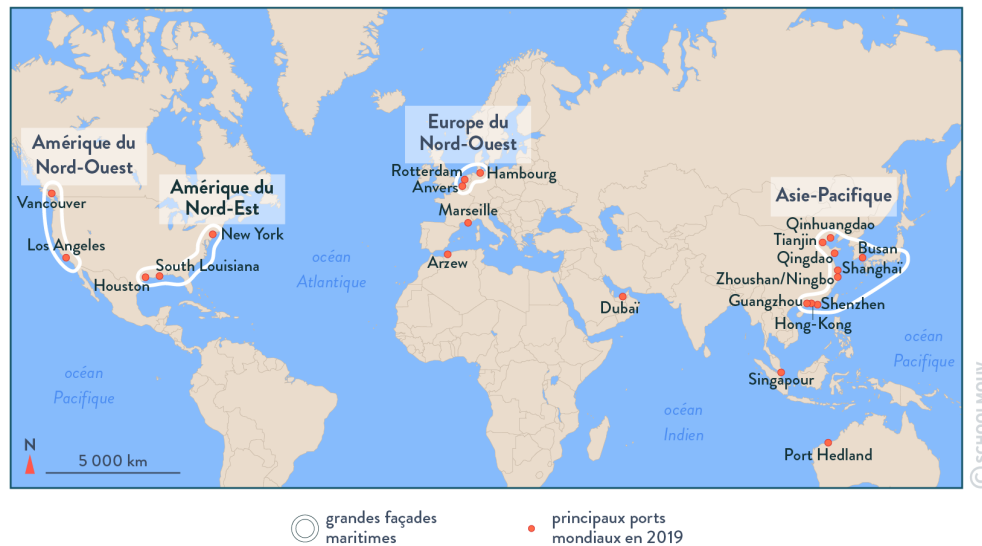 Amérique du
Nord-Ouest
Vancouver
Los Angeles
Amérique du
Nord-Est
New York
South Louisiana
Houston
Europe du
Nord-Ouest
Rotterdam
Hambourg
Anvers
Marseille
Arzew
Dubaï
Asie-Pacifique
Qinhuangdao
Tianjin
Busan
Qingdao
Shanghaï
Zhoushan/Ningbo
Guangzhou
Shenzhen
Hong-Kong
Singapour
Port Hedland
océan
Atlantique
océan
Pacifique
océan
Indien
océan
Pacifique
N
5 000 km
grandes façades
maritimes
principaux ports
mondiaux en 2019
© SCHOOLMOUV